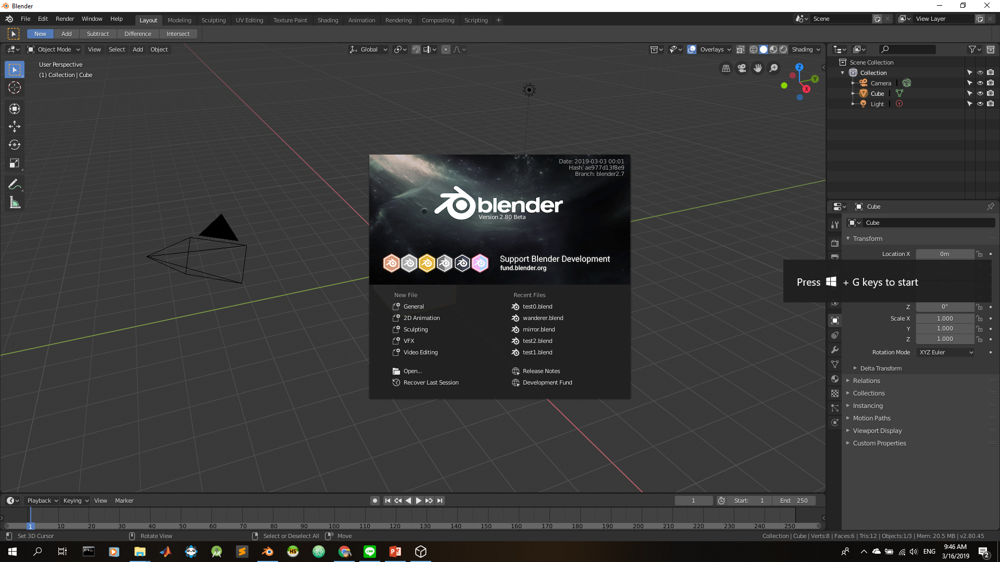 Blender
File Edit Render Window Help Layout Modeling Sculpting UV Editing Texture Paint Shading Animation Rendering Compositing Scripting + Scene View Layer
New Add Subtract Difference Intersect
Object Mode View Select Add Object Global Overlays Shading
User Perspective
(1) Collection | Cube
Z
Y
X
Scene Collection
Collection
Camera
Cube
Light
Date: 2019-03-03 00:01
Hash: ae977d13f8e9
Branch: blender2.7
blender
Version 2.80 Beta
Support Blender Development
fund.blender.org
New File
General
2D Animation
Sculpting
VFX
Video Editing
Open...
Recover Last Session
Recent Files
test0.blend
wanderer.blend
mirror.blend
test2.blend
test1.blend
Release Notes
Development Fund
Cube
Cube
Transform
Location X 0m
Press + G keys to start
Z 0°
Scale X 1.000
Y 1.000
Z 1.000
Rotation Mode XYZ Euler
Delta Transform
Relations
Collections
Instancing
Motion Paths
Viewport Display
Custom Properties
Playback Keying View Marker 1 Start: 1 End: 250
1 10 20 30 40 50 60 70 80 90 100 110 120 130 140 150 160 170 180 190 200 210 220 230 240 250
Set 3D Cursor Rotate View Select or Deselect All Move Collection | Cube | Verts:8 | Faces:6 | Tris:12 | Objects:1/3 | Mem: 20.5 MB | v2.80.45
HS LINE P ENG 9:46 AM
3/16/2019 2